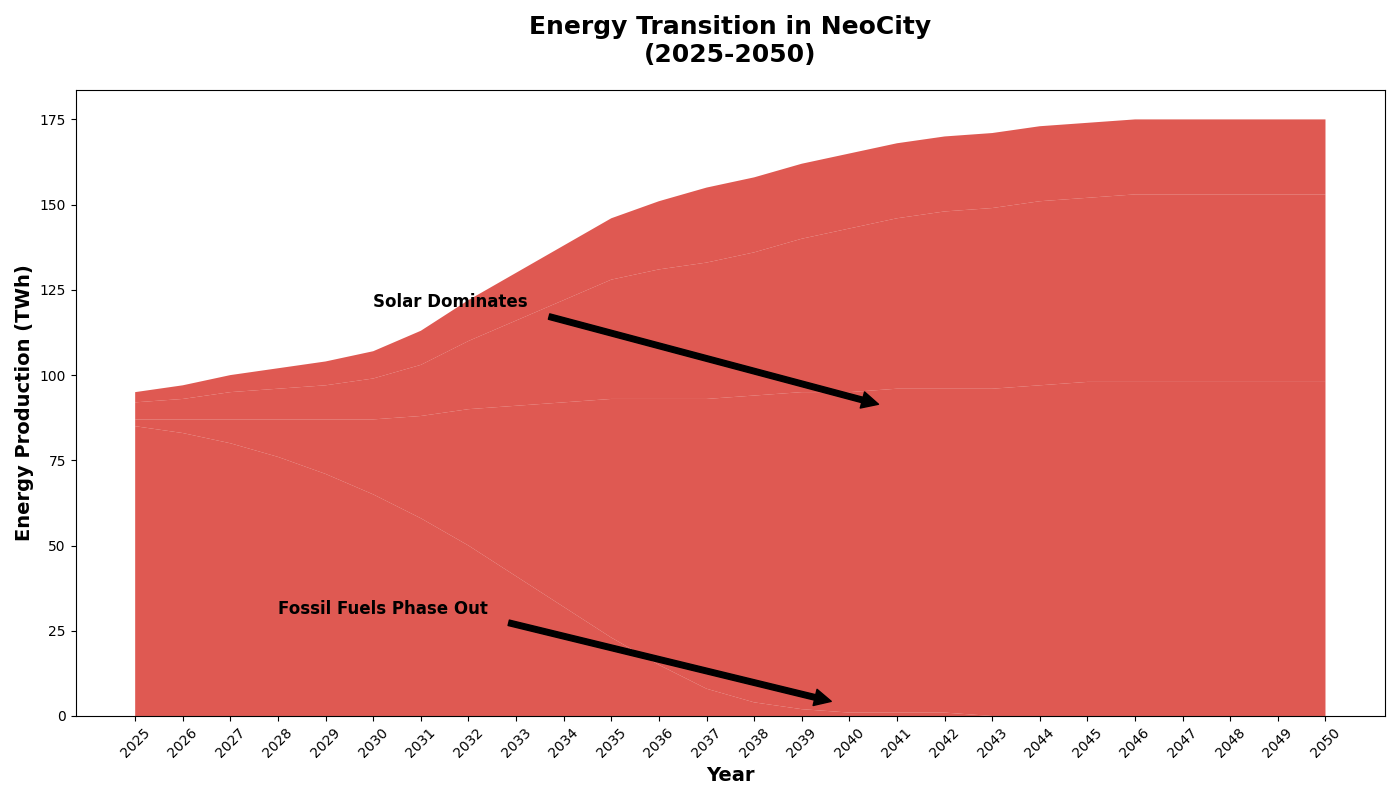 Energy Transition in NeoCity
(2025-2050)
Energy Production (TWh)
175
150
125
100
75
50
25
0
Solar Dominates
Fossil Fuels Phase Out
2025 2026 2027 2028 2029 2030 2031 2032 2033 2034 2035 2036 2037 2038 2039 2040 2041 2042 2043 2044 2045 2046 2047 2048 2049 2050
Year